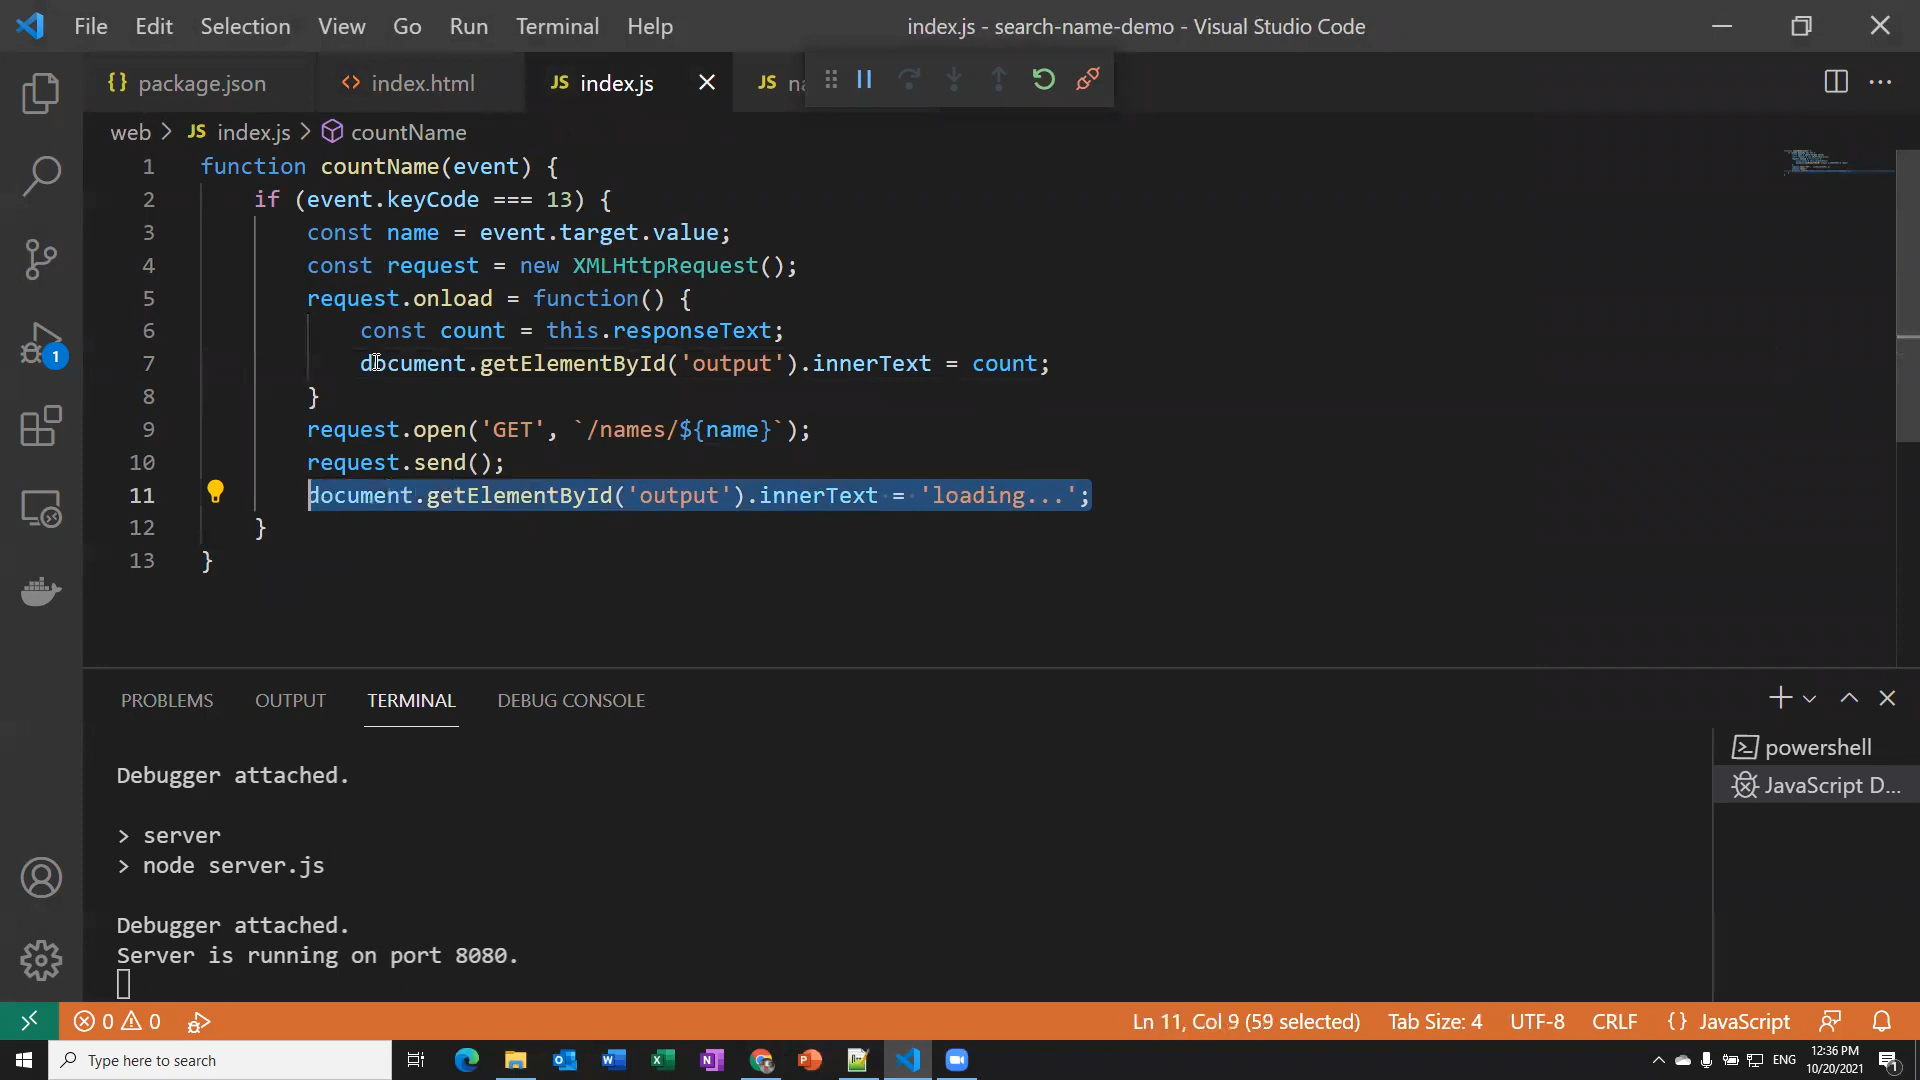 File Edit Selection View Go Run Terminal Help index.js - search-name-demo - Visual Studio Code
{} package.json <> index.html JS index.js JS
web > JS index.js > countName
1 function countName(event) {
2 if (event.keyCode === 13) {
3 const name = event.target.value;
4 const request = new XMLHttpRequest();
5 request.onload = function() {
6 const count = this.responseText;
7 document.getElementById('output').innerText = count;
8 }
9 request.open('GET', `/names/${name}`);
10 request.send();
11 document.getElementById('output').innerText = 'loading...';
12 }
13 }
1
PROBLEMS OUTPUT TERMINAL DEBUG CONSOLE
powershell
JavaScript D...
Debugger attached.
> server
> node server.js
Debugger attached.
Server is running on port 8080.
0 0 Ln 11, Col 9 (59 selected) Tab Size: 4 UTF-8 CRLF {} JavaScript
Type here to search ENG 12:36 PM
10/20/2021 1